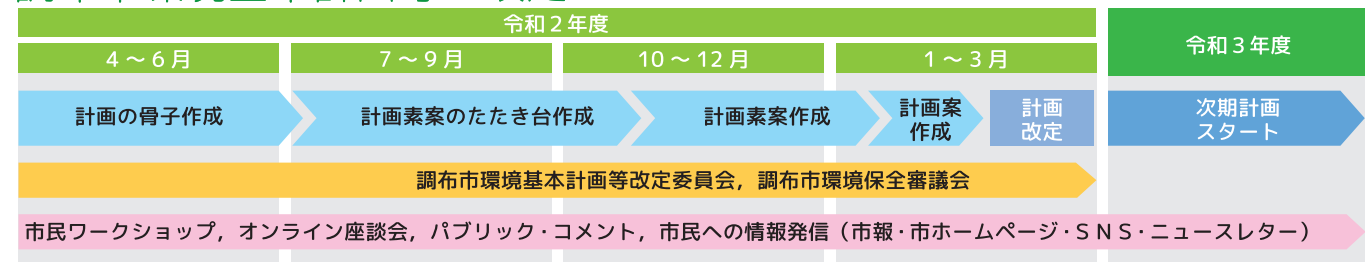 令和２年度
令和３年度
４～６月
７～９月
10～12月
１～３月
計画の骨子作成
計画素案のたたき台作成
計画素案作成
計画案
作成
計画
改定
次期計画
スタート
調布市環境基本計画等改定委員会，調布市環境保全審議会
市民ワークショップ，オンライン座談会，パブリック・コメント，市民への情報発信（市報・市ホームページ・ＳＮＳ・ニュースレター）